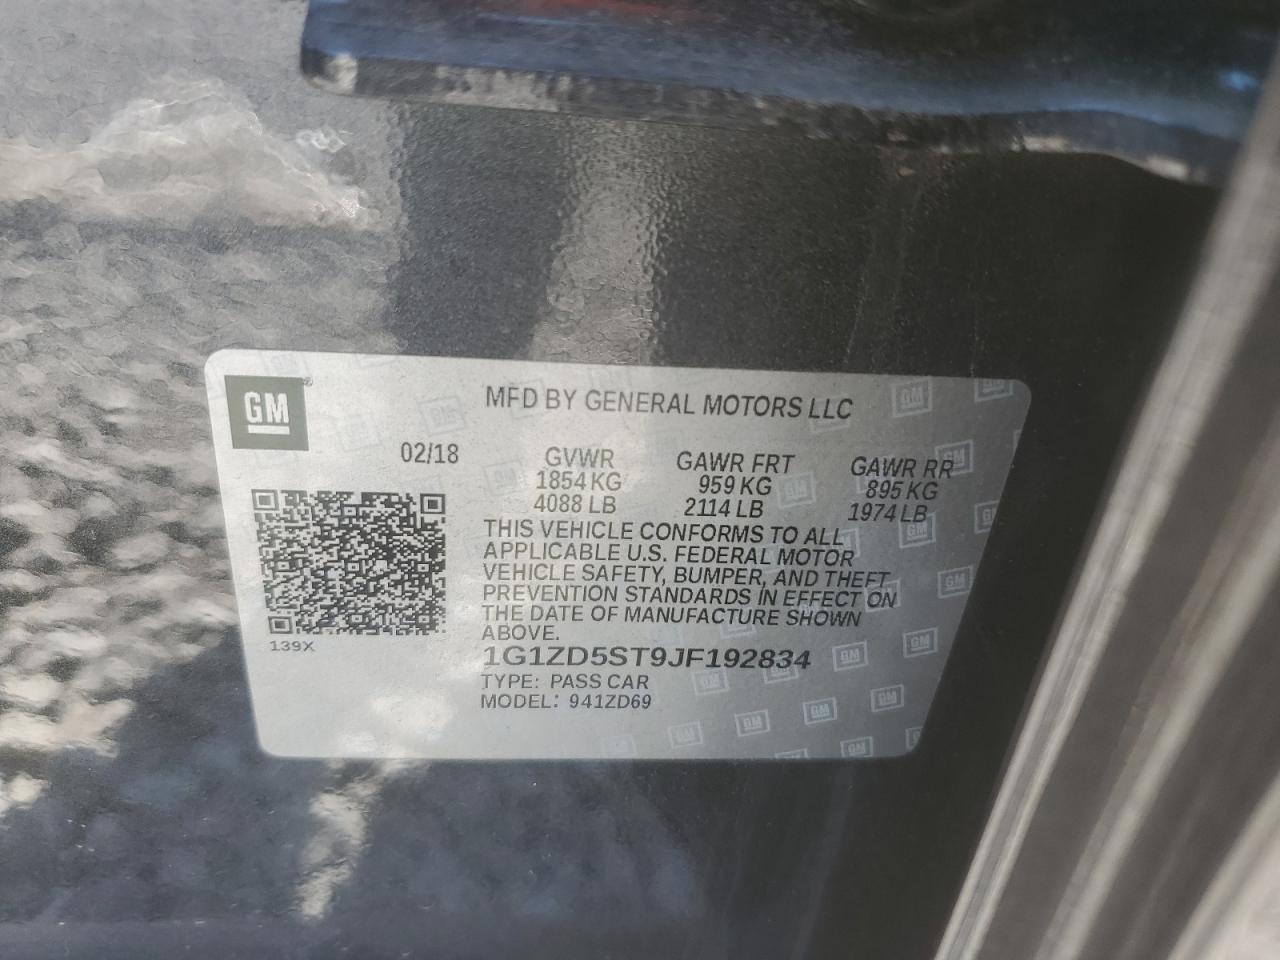 GM
MFD BY GENERAL MOTORS LLC
02/18 GVWR GAWR FRT GAWR RR
1854 KG 959 KG 895 KG
4088 LB 2114 LB 1974 LB
THIS VEHICLE CONFORMS TO ALL
APPLICABLE U.S. FEDERAL MOTOR
VEHICLE SAFETY, BUMPER, AND THEFT
PREVENTION STANDARDS IN EFFECT ON
THE DATE OF MANUFACTURE SHOWN
ABOVE.
139X
1G1ZD5ST9JF192834
TYPE: PASS CAR
MODEL: 941ZD69